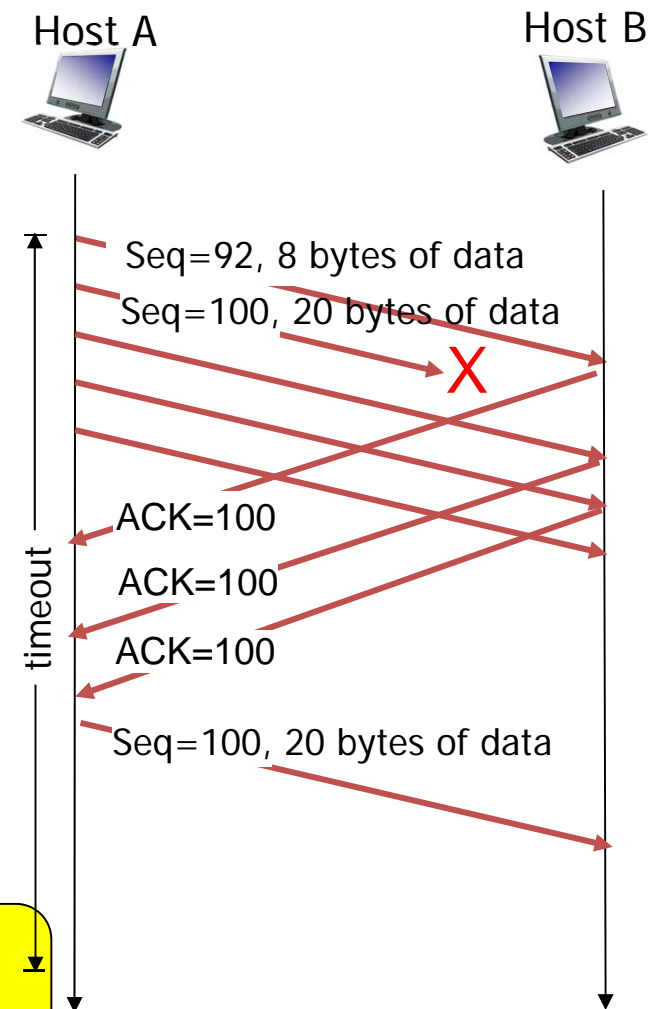 Host A
Host B
Seq=92, 8 bytes of data
Seq=100, 20 bytes of data
X
ACK=100
timeout
ACK=100
ACK=100
Seq=100, 20 bytes of data